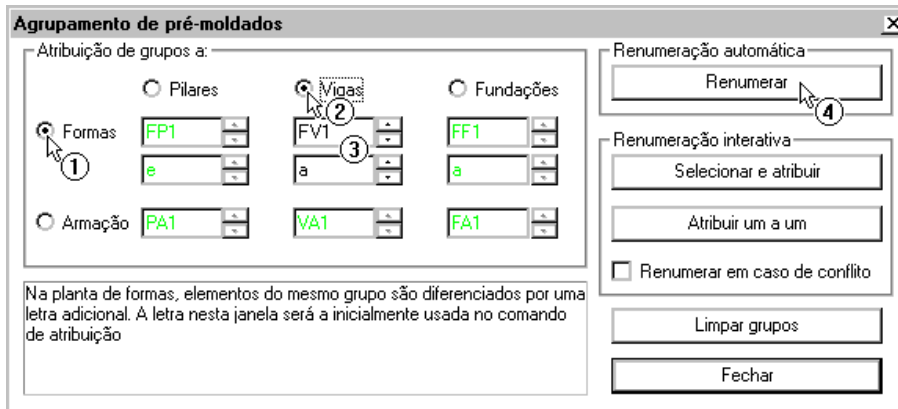 Agrupamento de pré-moldados
Atribuição de grupos a:
Pilares
Vigas
Fundações
2
Formas
FP1
FV1
FF1
1
3
e
a
a
Armação
PA1
VA1
FA1
Na planta de formas, elementos do mesmo grupo são diferenciados por uma
letra adicional. A letra nesta janela será a inicialmente usada no comando
de atribuição
Renumeração automática
Renumerar
4
Renumeração interativa
Selecionar e atribuir
Atribuir um a um
Renumerar em caso de conflito
Limpar grupos
Fechar